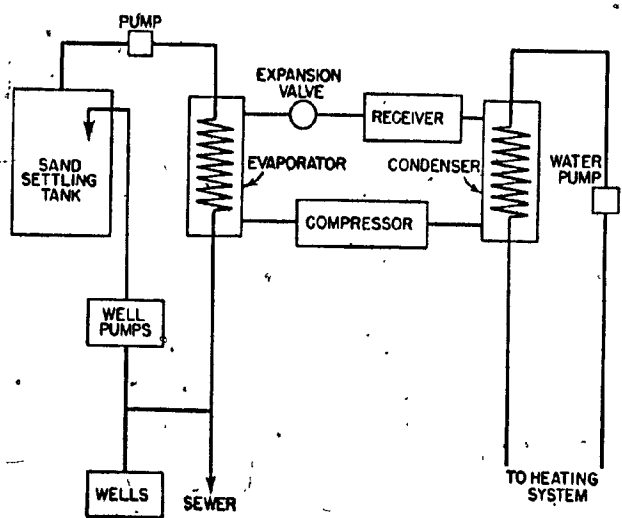 PUMP
EXPANSION
VALVE
RECEIVER
SAND
SETTLING
TANK
EVAPORATOR
CONDENSER
WATER
PUMP
COMPRESSOR
WELL
PUMPS
WELLS
SEWER
TO HEATING
SYSTEM